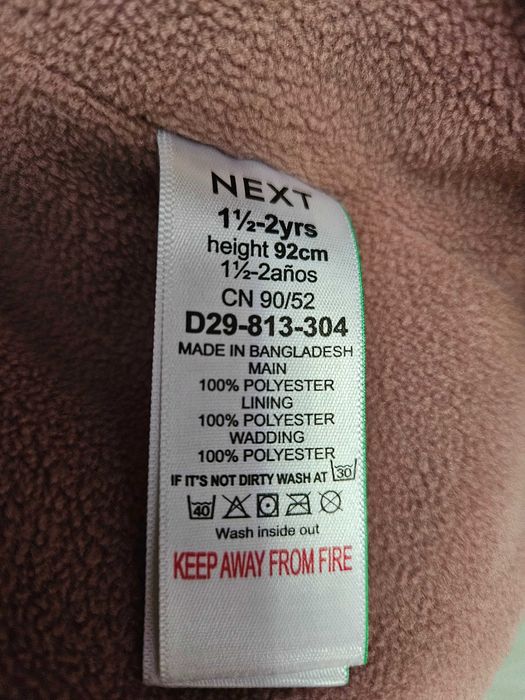 NEXT
1½-2yrs
height 92cm
1½-2años
CN 90/52
D29-813-304
MADE IN BANGLADESH
MAIN
100% POLYESTER
LINING
100% POLYESTER
WADDING
100% POLYESTER
IF IT'S NOT DIRTY WASH AT 30
40
Wash inside out
KEEP AWAY FROM FIRE